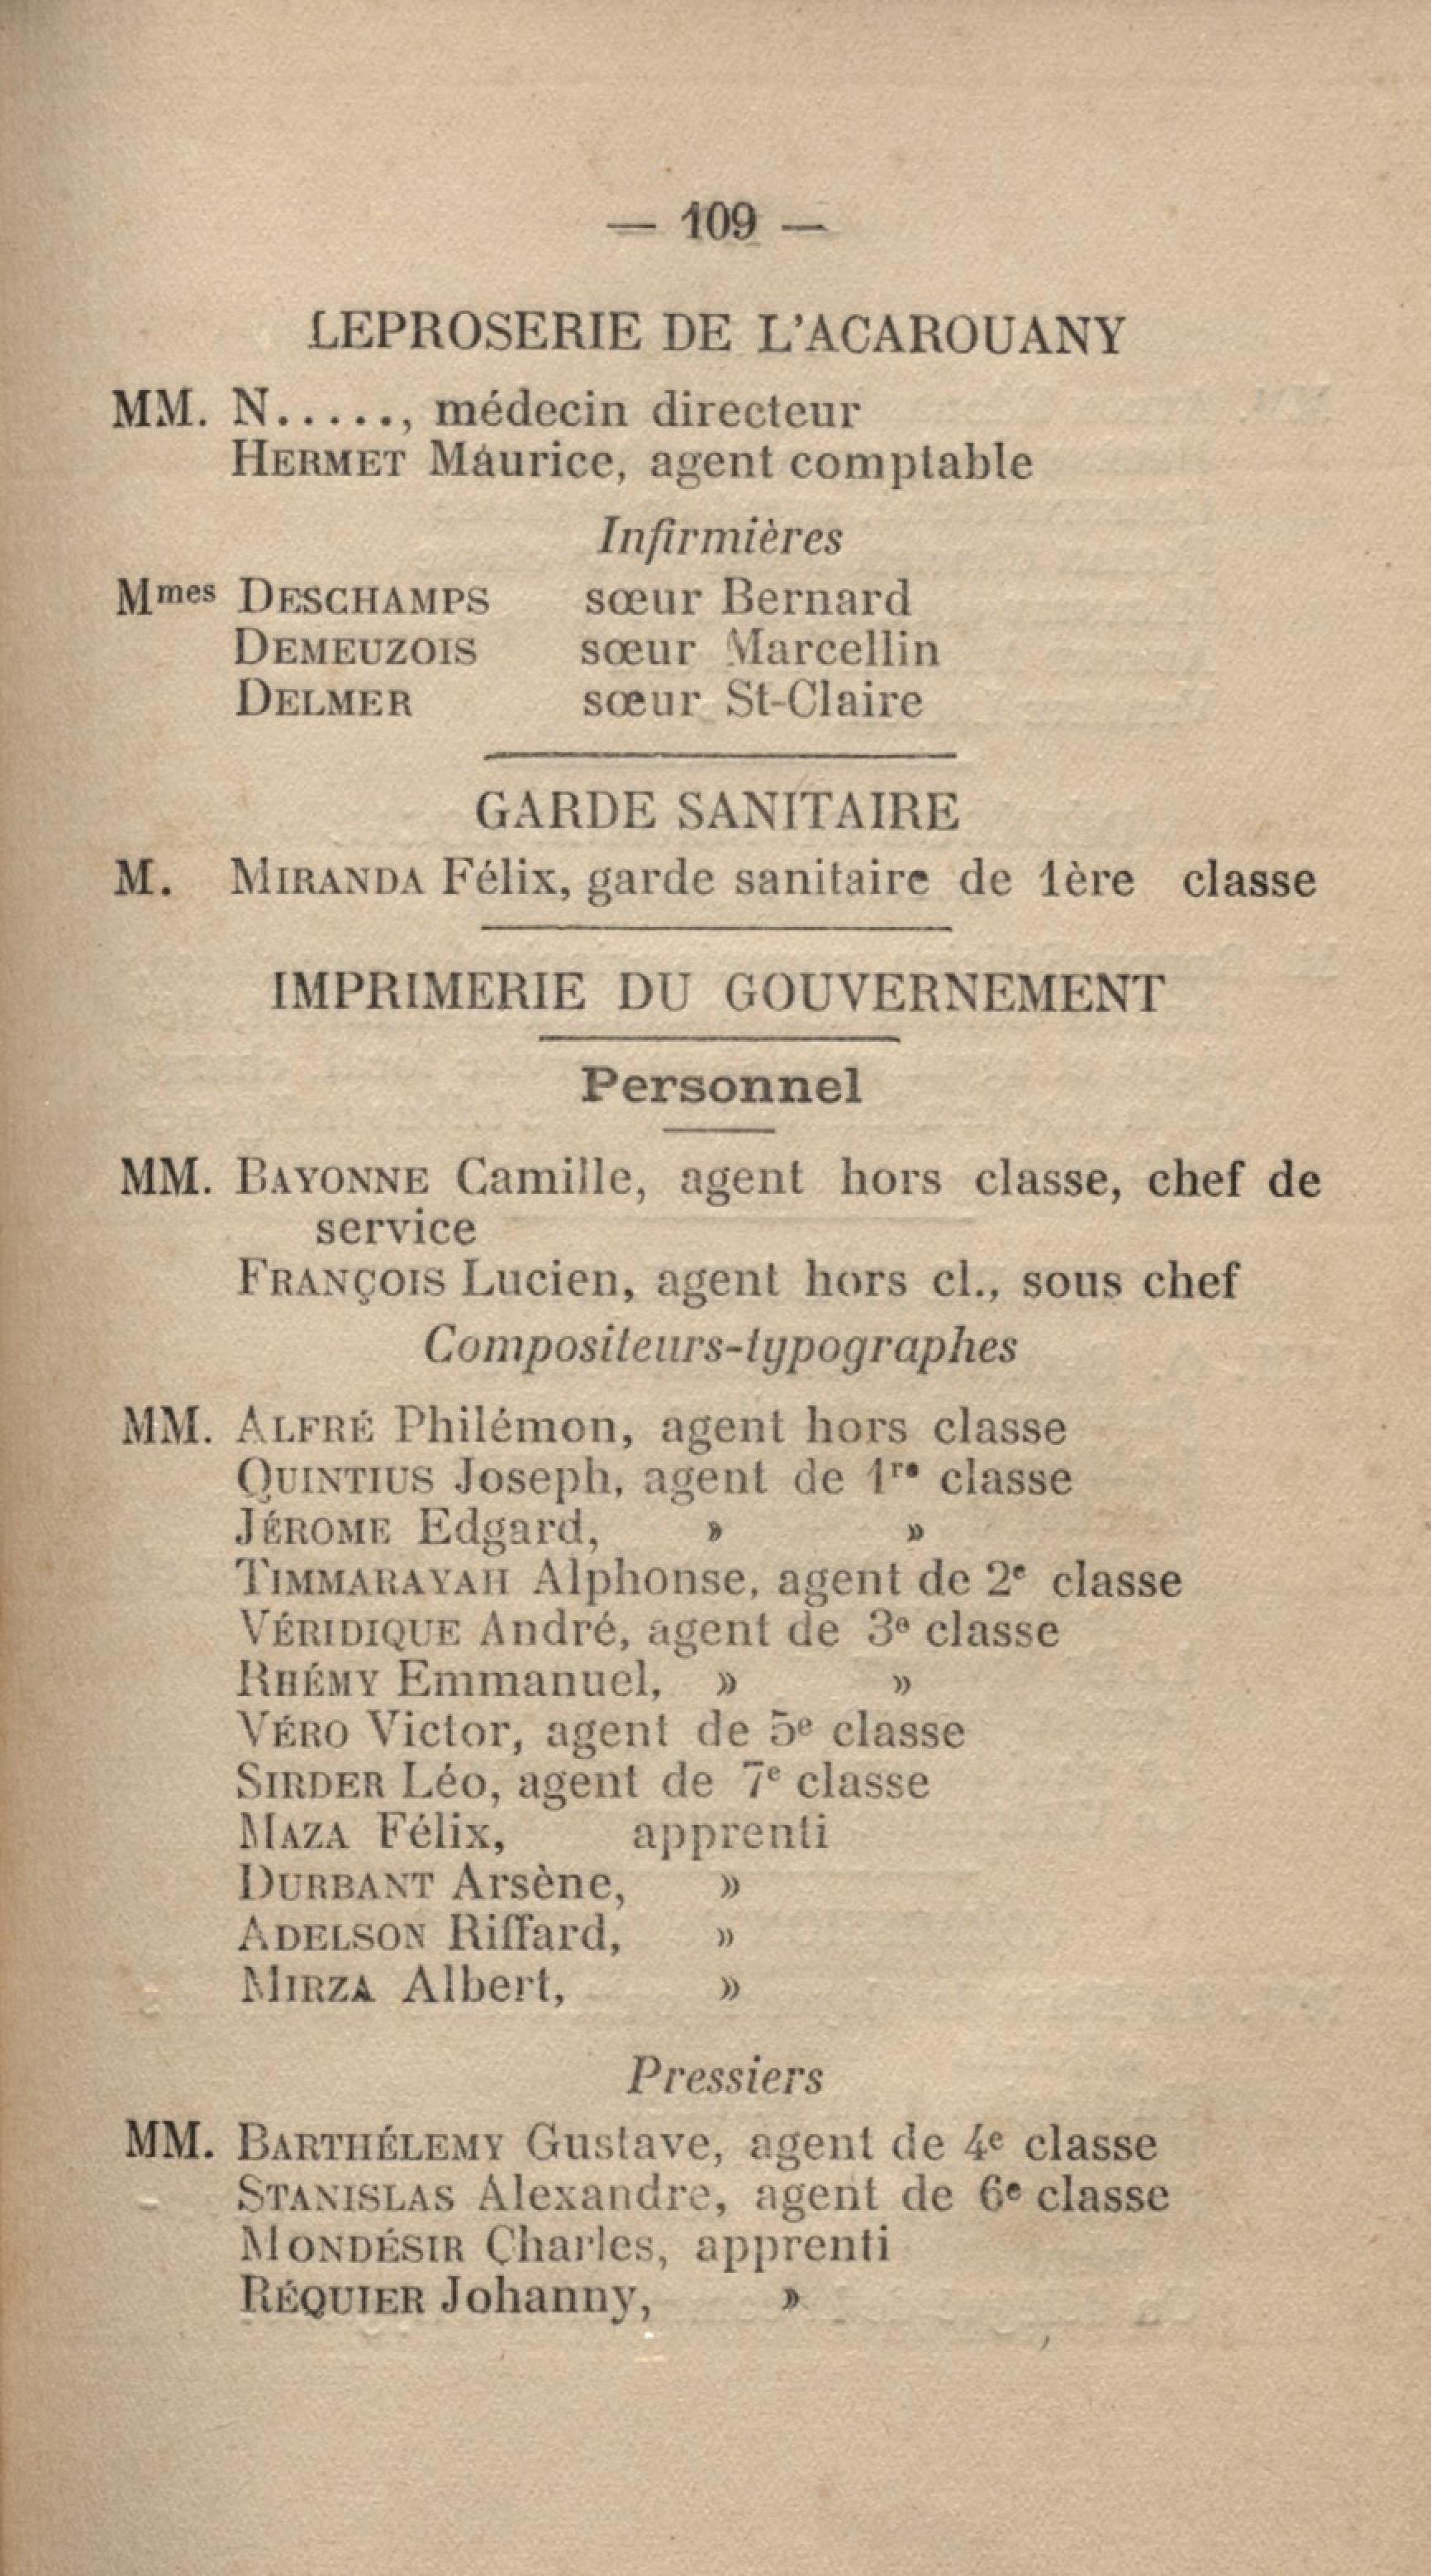 — 109 —
LEPROSERIE DE L'ACAROUANY
MM. N....., médecin directeur
HERMET Maurice, agent comptable
Infirmières
Mmes DESCHAMPS sœur Bernard
DEMEUZOIS sœur Marcellin
DELMER sœur St-Claire
GARDE SANITAIRE
M. MIRANDA Félix, garde sanitaire de 1ère classe
IMPRIMERIE DU GOUVERNEMENT
Personnel
MM. BAYONNE Camille, agent hors classe, chef de
service
FRANÇOIS Lucien, agent hors cl., sous chef
Compositeurs-typographes
MM. ALFRÉ Philémon, agent hors classe
QUINTIUS Joseph, agent de 1re classe
JÉROME Edgard, » »
TIMMARAYAH Alphonse, agent de 2e classe
VÉRIDIQUE André, agent de 3e classe
RHÉMY Emmanuel, » »
VÉRO Victor, agent de 5e classe
SIRDER Léo, agent de 7e classe
MAZA Félix, apprenti
DURBANT Arsène, »
ADELSON Riffard, »
MIRZA Albert, »
Pressiers
MM. BARTHÉLEMY Gustave, agent de 4e classe
STANISLAS Alexandre, agent de 6e classe
MONDÉSIR Charles, apprenti
RÉQUIER Johanny, »